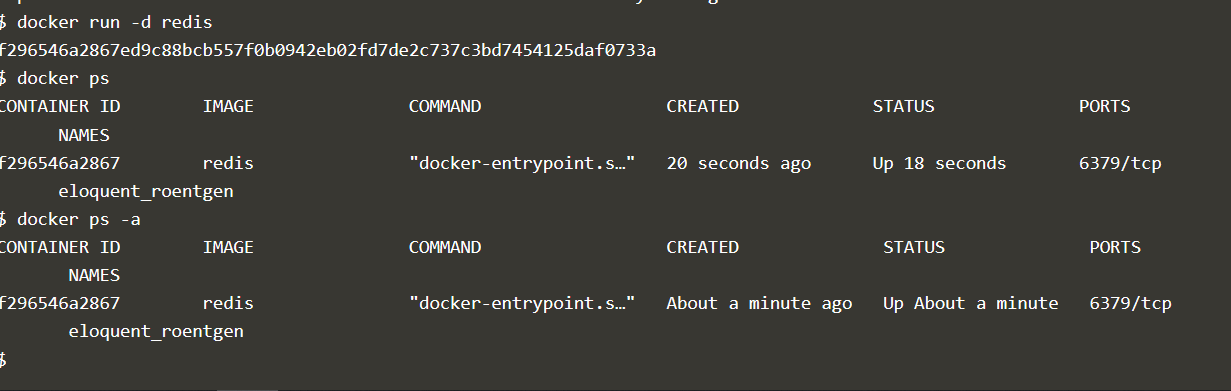 $ docker run -d redis
f296546a2867ed9c88bcb557f0b0942eb02fd7de2c737c3bd7454125daf0733a
$ docker ps
CONTAINER ID IMAGE COMMAND CREATED STATUS PORTS
NAMES
f296546a2867 redis "docker-entrypoint.s…" 20 seconds ago Up 18 seconds 6379/tcp
eloquent_roentgen
$ docker ps -a
CONTAINER ID IMAGE COMMAND CREATED STATUS PORTS
NAMES
f296546a2867 redis "docker-entrypoint.s…" About a minute ago Up About a minute 6379/tcp
eloquent_roentgen
$